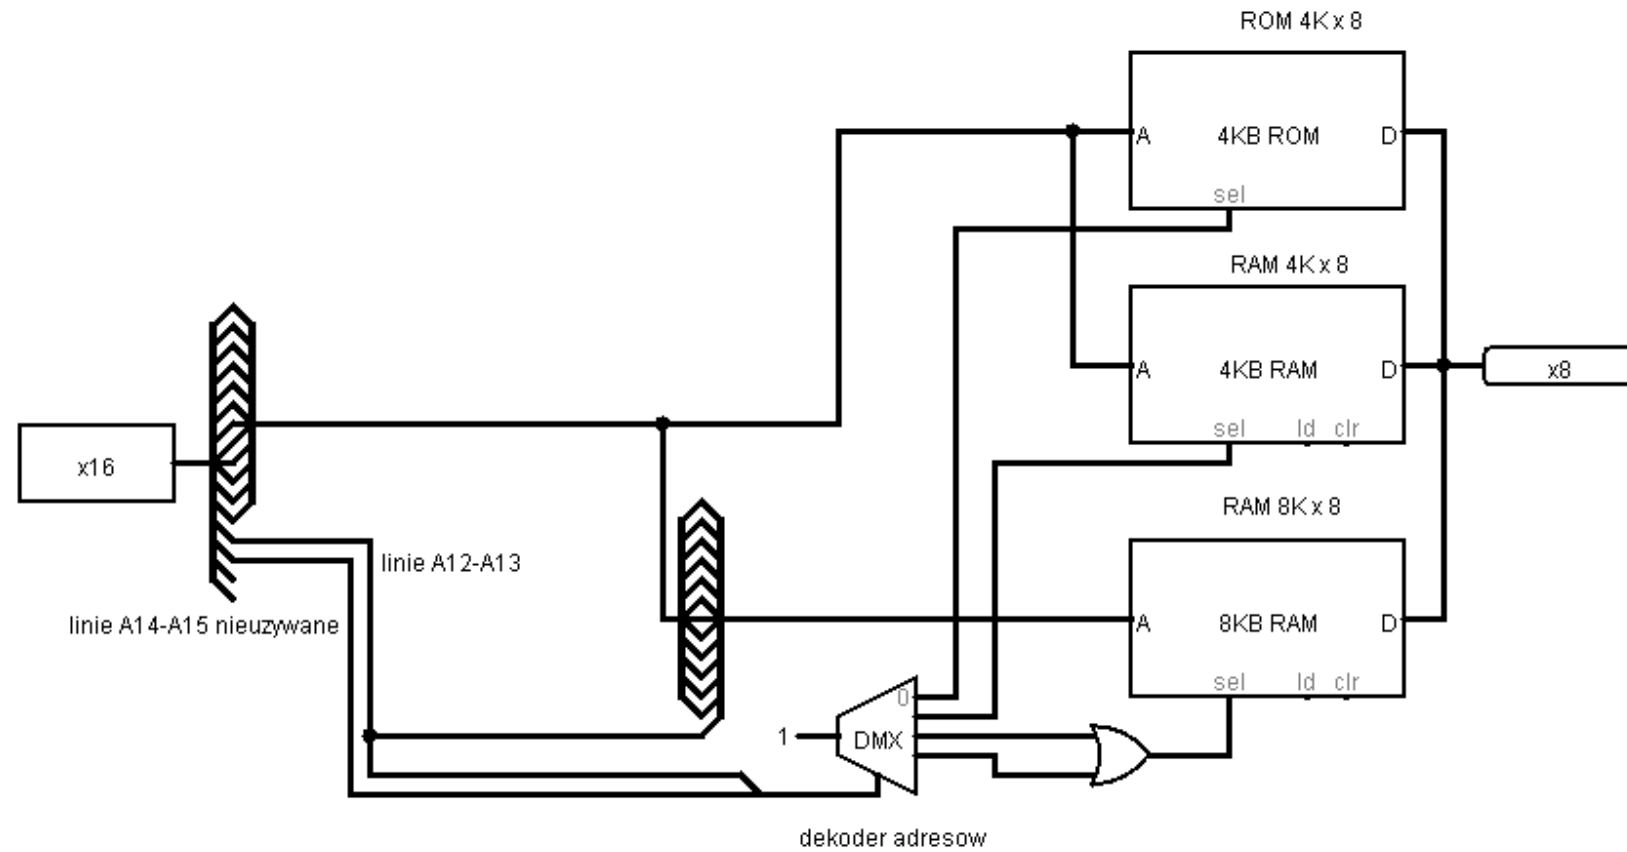 ROM 4K x 8
A
4KB ROM
D
sel
RAM 4K x 8
A
4KB RAM
D
sel
ld
clr
x8
x16
RAM 8K x 8
linie A12-A13
A
8KB RAM
D
linie A14-A15 nieuzywane
sel
ld
clr
0
1
DMX
dekoder adresow